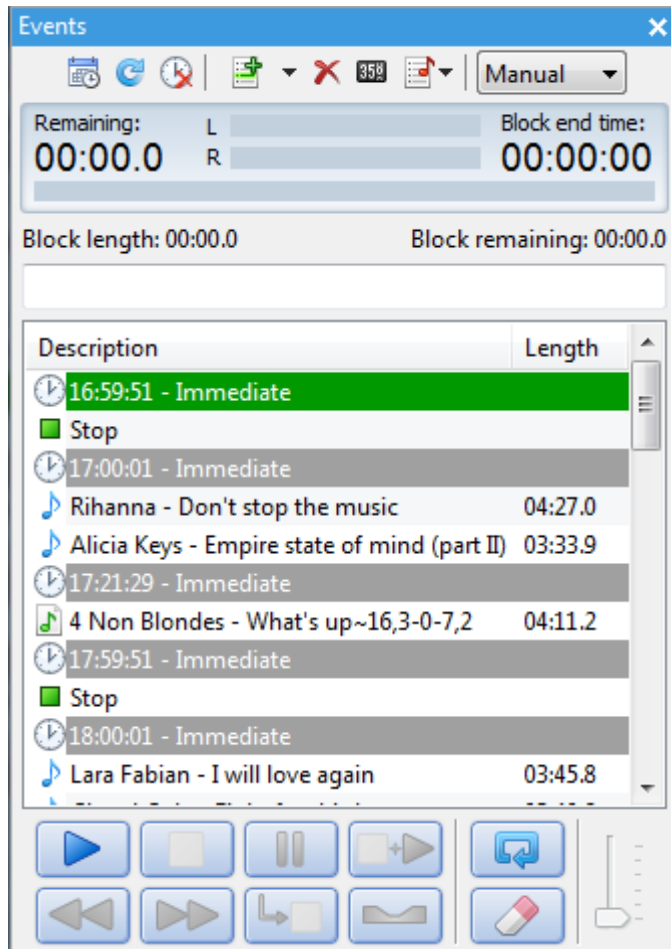 Events
358 Manual
Remaining: L Block end time:
00:00.0 R 00:00:00
Block length: 00:00.0 Block remaining: 00:00.0
Description Length
16:59:51 - Immediate
Stop
17:00:01 - Immediate
Rihanna - Don't stop the music 04:27.0
Alicia Keys - Empire state of mind (part II) 03:33.9
17:21:29 - Immediate
4 Non Blondes - What's up~16,3-0-7,2 04:11.2
17:59:51 - Immediate
Stop
18:00:01 - Immediate
Lara Fabian - I will love again 03:45.8